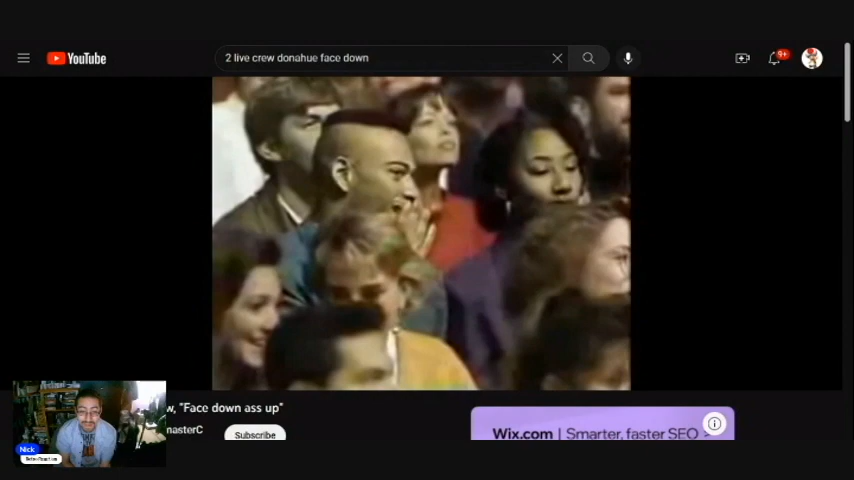 YouTube
2 live crew donahue face down
9+
w, "Face down ass up"
nasterC
Subscribe
Wix.com | Smarter, faster SEO >
Nick